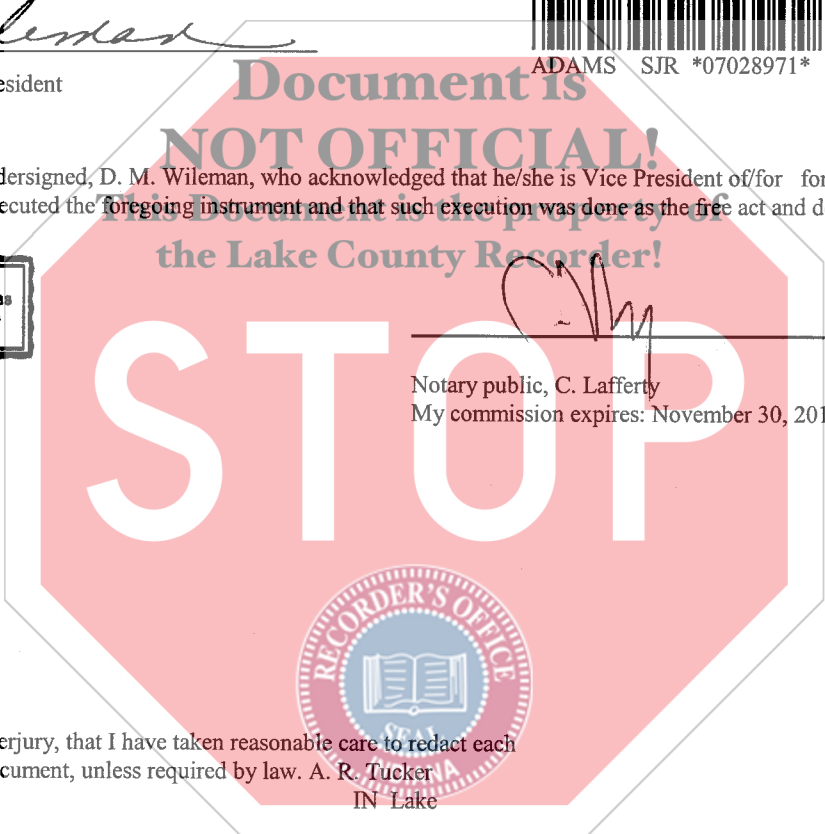 esident
ADAMS SJR *07028971*
Document is
NOT OFFICIAL!
dersigned, D. M. Wileman, who acknowledged that he/she is Vice President of/for for
ecuted the foregoing instrument and that such execution was done as the free act and d
This Document is the property of
the Lake County Recorder!
as
STOP
Notary public, C. Lafferty
My commission expires: November 30, 201
RECORDER'S OFFICE
SEAL
INDIANA
erjury, that I have taken reasonable care to redact each
cument, unless required by law. A. R. Tucker
IN Lake